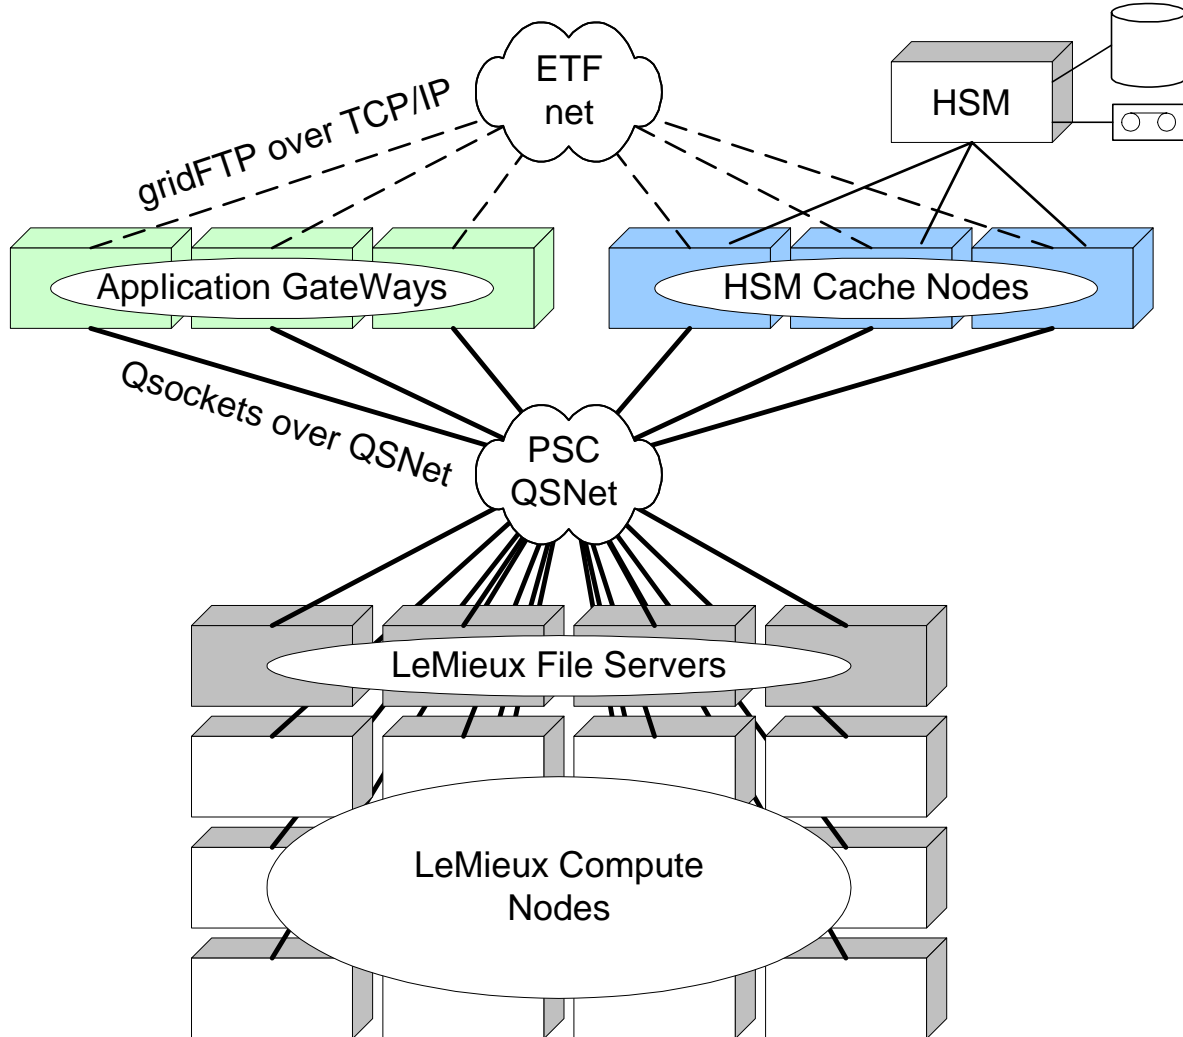 ETF
net
HSM
gridFTP over TCP/IP
Application GateWays
HSM Cache Nodes
Qsockets over QSNet
PSC
QSNet
LeMieux File Servers
LeMieux Compute
Nodes